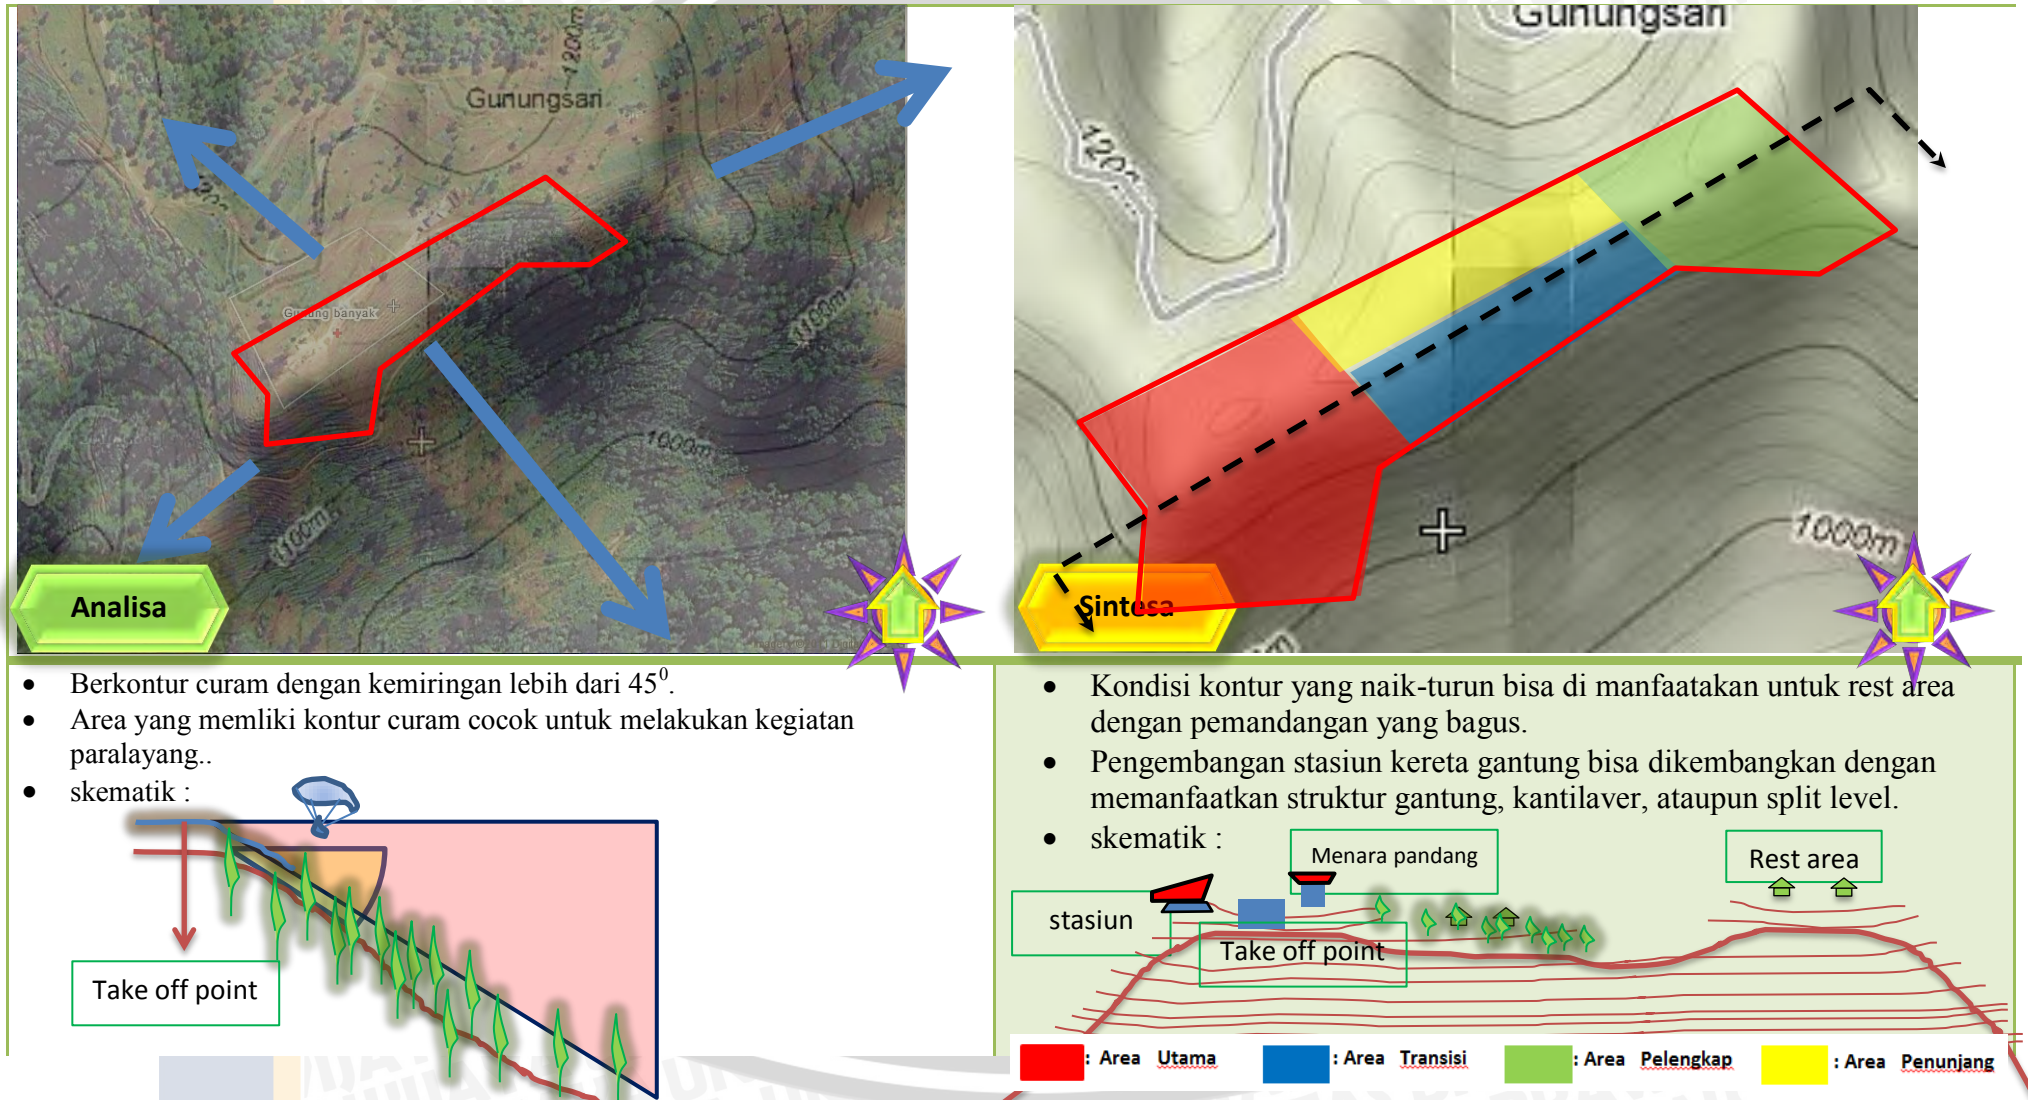 1200m
Gunungsari
Gunung banyak
1100m
1000m
1100m
Analisa
Gunungsari
1000m
Sintesa
• Berkontur curam dengan kemiringan lebih dari 45⁰.
• Area yang memliki kontur curam cocok untuk melakukan kegiatan
paralayang..
• skematik :
Take off point
• Kondisi kontur yang naik-turun bisa di manfaatakan untuk rest area
dengan pemandangan yang bagus.
• Pengembangan stasiun kereta gantung bisa dikembangkan dengan
memanfaatkan struktur gantung, kantilaver, ataupun split level.
• skematik :
Menara pandang
Rest area
stasiun
Take off point
: Area Utama
: Area Transisi
: Area Pelengkap
: Area Penunjang